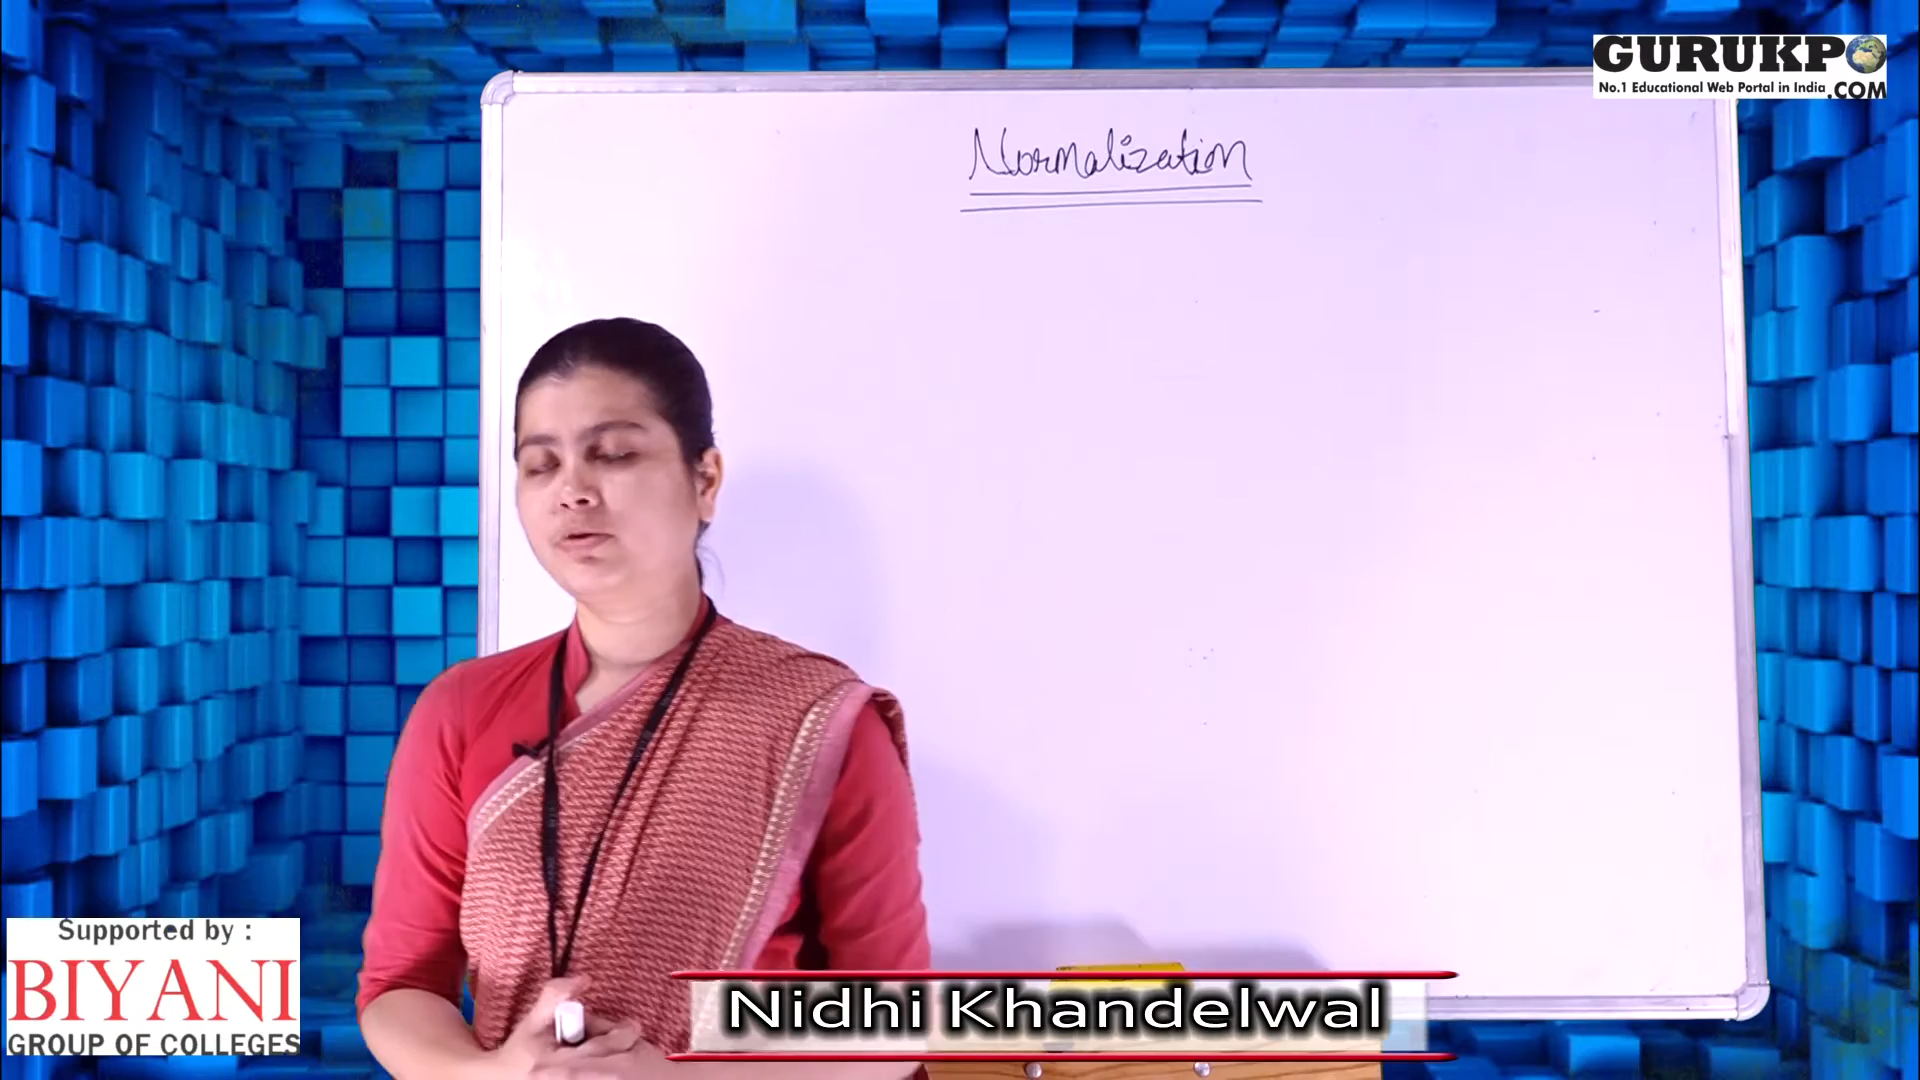 GURUKPO
No.1 Educational Web Portal in India .COM
Normalization
Supported by :
BIYANI
GROUP OF COLLEGES
Nidhi Khandelwal